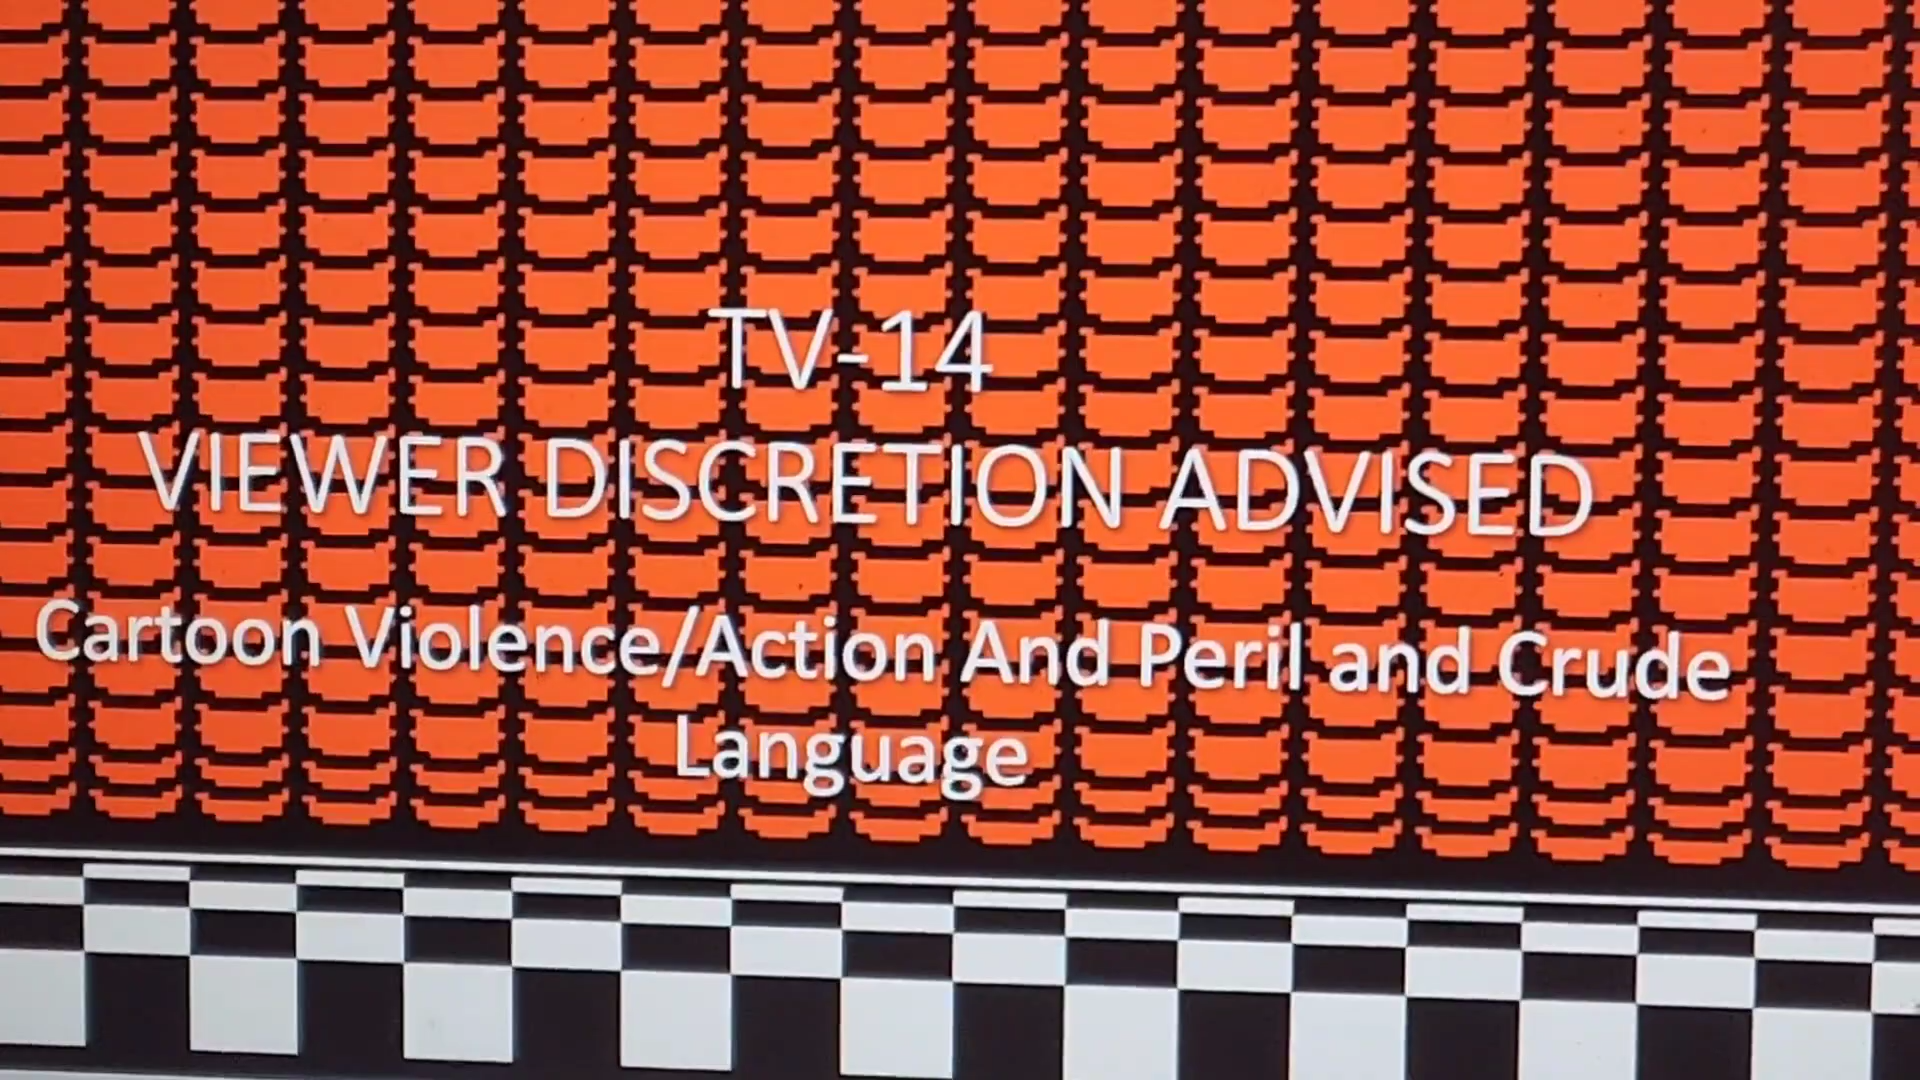 TV-14
VIEWER DISCRETION ADVISED
Cartoon Violence/Action And Peril and Crude
Language